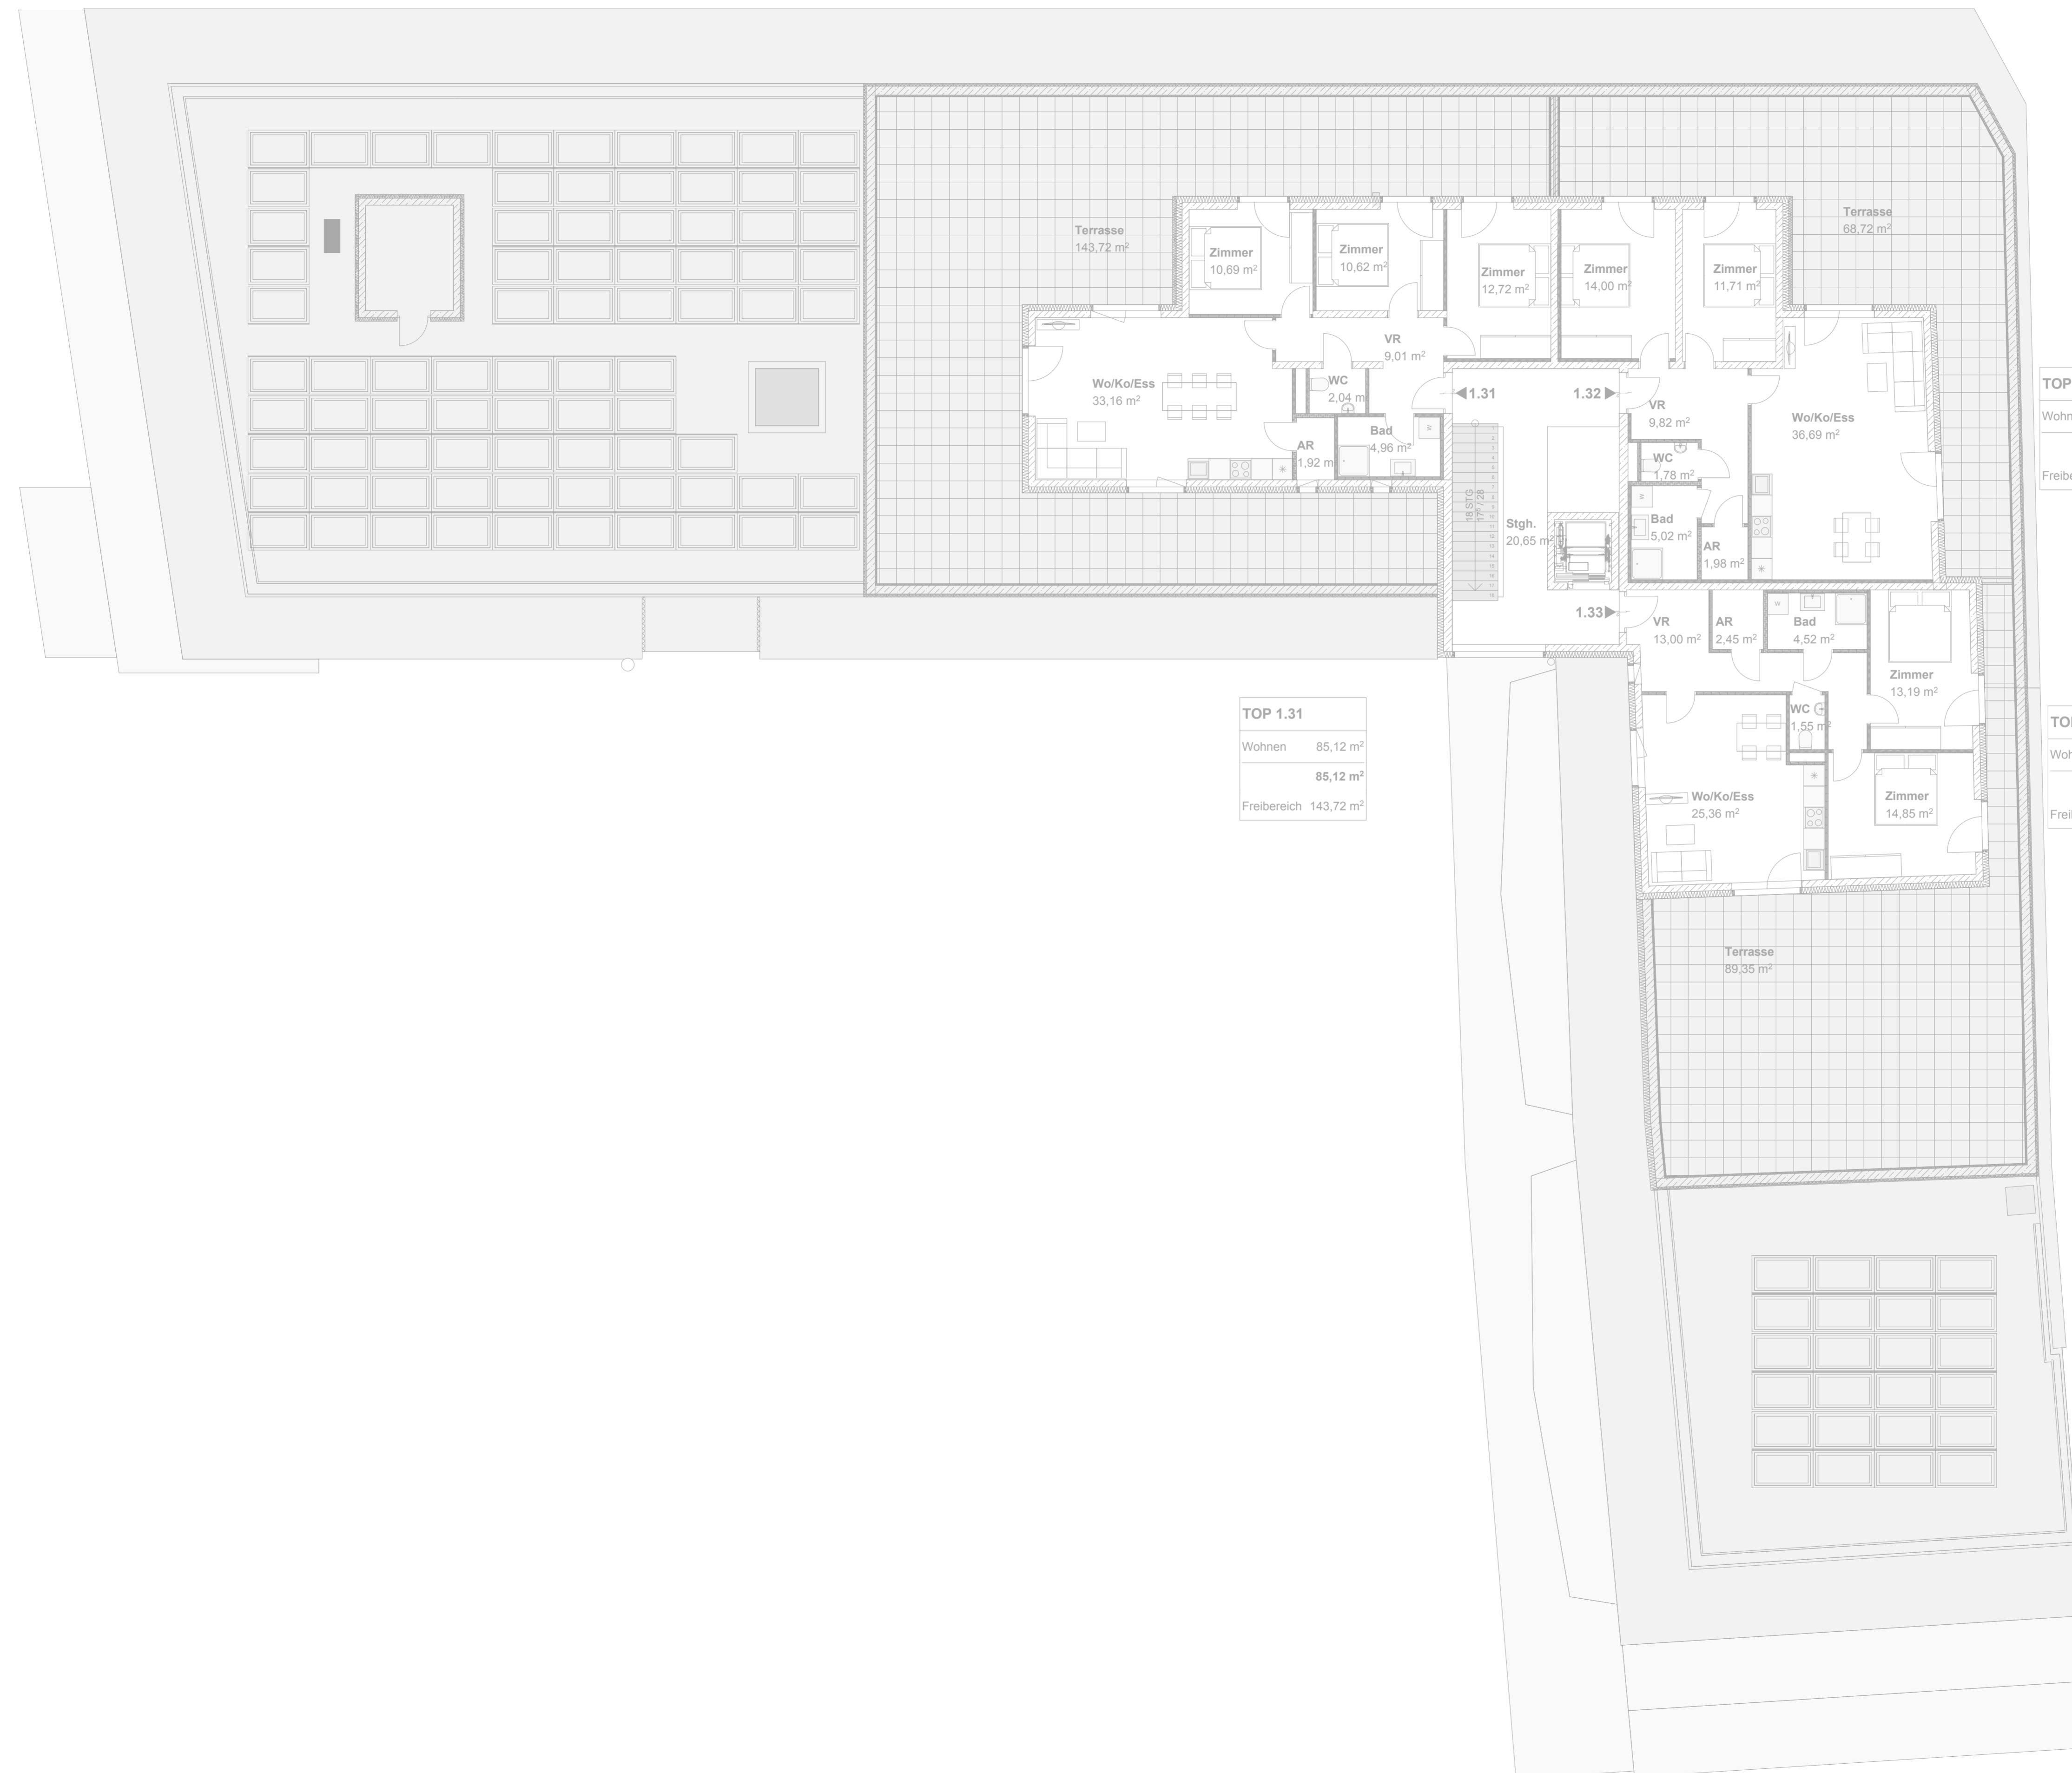 Terrasse
143,72 m²
Terrasse
68,72 m²
Zimmer
10,69 m²
Zimmer
10,62 m²
Zimmer
12,72 m²
Zimmer
14,00 m²
Zimmer
11,71 m²
VR
9,01 m²
Wo/Ko/Ess
33,16 m²
WC
2,04 m
1.31
1.32
VR
9,82 m²
Wo/Ko/Ess
36,69 m²
TOP
Wohn
Freibe
AR
1,92 m
Bad
4,96 m²
W
WC
1,78 m²
18 STG
17⁵ / 28
Stgh.
20,65 m²
W
Bad
5,02 m²
AR
1,98 m²
1.33
VR
13,00 m²
AR
2,45 m²
W
Bad
4,52 m²
Zimmer
13,19 m²
WC
1,55 m²
TOP 1.31
Wohnen 85,12 m²
85,12 m²
Freibereich 143,72 m²
Wo/Ko/Ess
25,36 m²
Zimmer
14,85 m²
Terrasse
89,35 m²